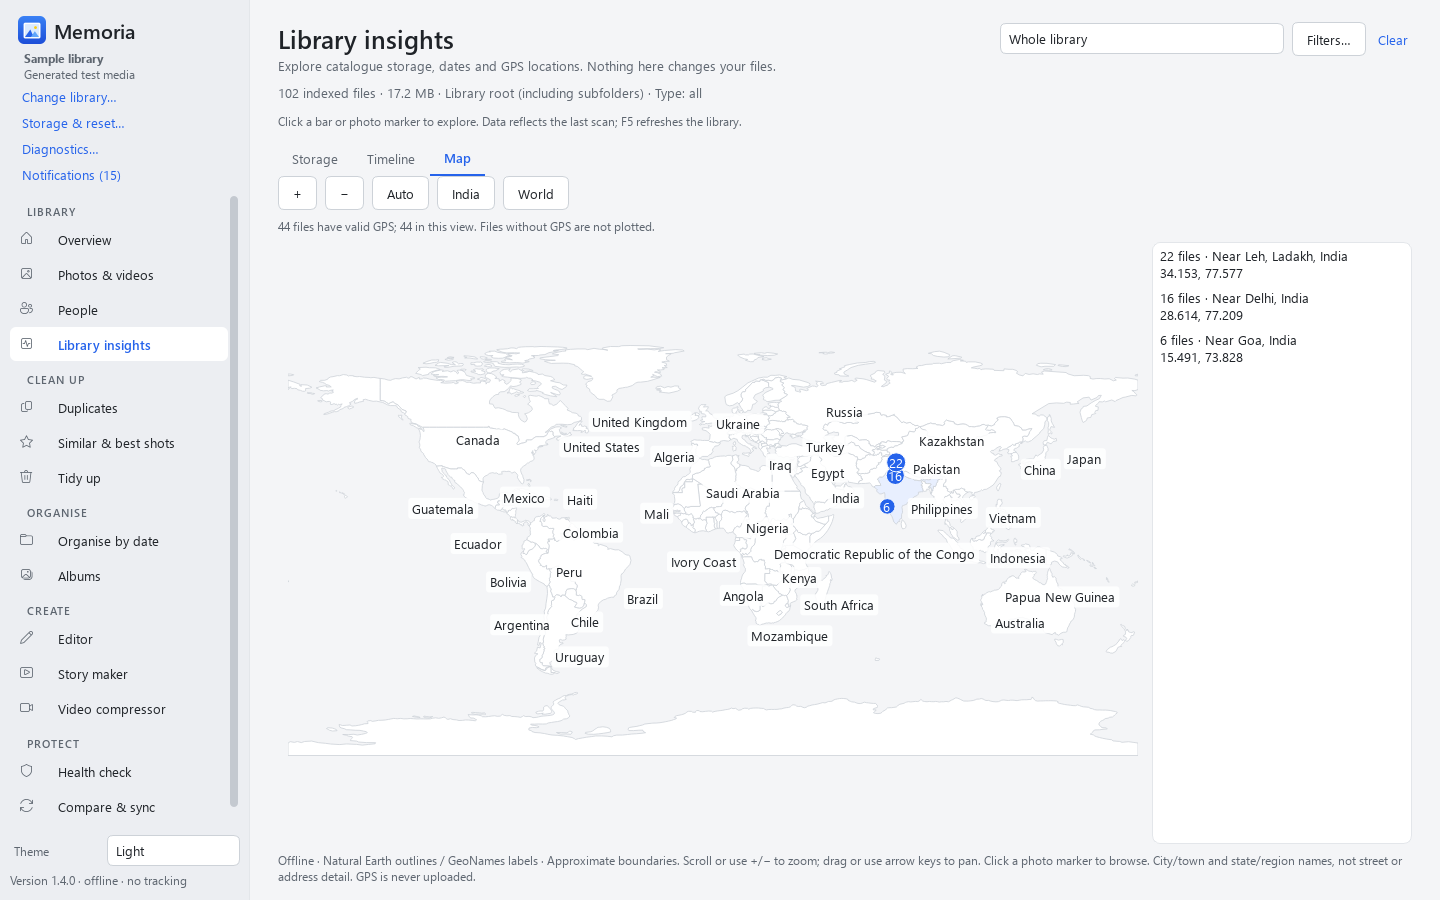 Memoria
Sample library
Generated test media
Change library...
Storage & reset...
Diagnostics...
Notifications (15)
LIBRARY
Overview
Photos & videos
People
Library insights
CLEAN UP
Duplicates
Similar & best shots
Tidy up
ORGANISE
Organise by date
Albums
CREATE
Editor
Story maker
Video compressor
PROTECT
Health check
Compare & sync
Theme
Light
Version 1.4.0 · offline · no tracking
Library insights
Whole library
Filters...
Clear
Explore catalogue storage, dates and GPS locations. Nothing here changes your files.
102 indexed files · 17.2 MB · Library root (including subfolders) · Type: all
Click a bar or photo marker to explore. Data reflects the last scan; F5 refreshes the library.
Storage
Timeline
Map
+
−
Auto
India
World
44 files have valid GPS; 44 in this view. Files without GPS are not plotted.
Russia
United Kingdom
Ukraine
Canada
United States
Turkey
Kazakhstan
Algeria
Iraq
Egypt
22
16
Pakistan
China
Japan
Guatemala
Mexico
Haiti
Saudi Arabia
India
6
Philippines
Mali
Vietnam
Ecuador
Colombia
Nigeria
Ivory Coast
Democratic Republic of the Congo
Indonesia
Bolivia
Peru
Kenya
Brazil
Angola
South Africa
Papua New Guinea
Argentina
Chile
Mozambique
Australia
Uruguay
22 files · Near Leh, Ladakh, India
34.153, 77.577
16 files · Near Delhi, India
28.614, 77.209
6 files · Near Goa, India
15.491, 73.828
Offline · Natural Earth outlines / GeoNames labels · Approximate boundaries. Scroll or use +/− to zoom; drag or use arrow keys to pan. Click a photo marker to browse. City/town and state/region names, not street or
address detail. GPS is never uploaded.